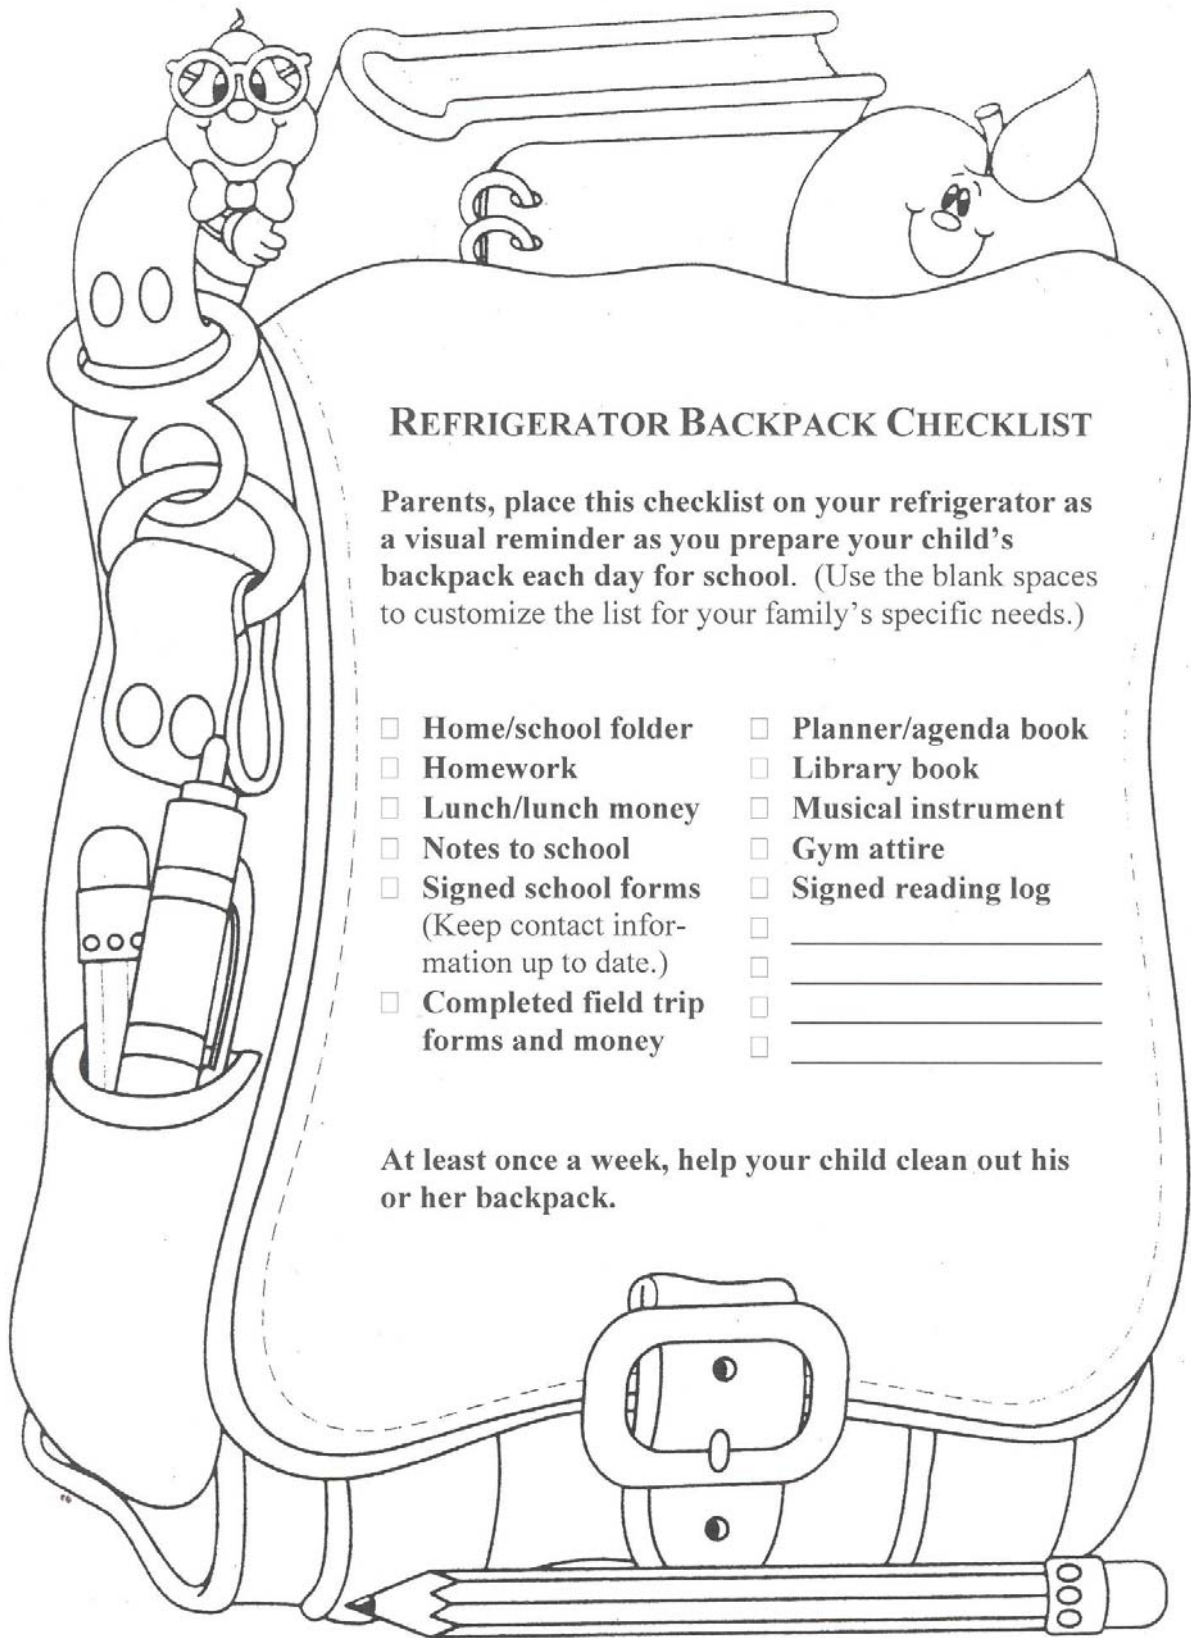 REFRIGERATOR BACKPACK CHECKLIST
Parents, place this checklist on your refrigerator as
a visual reminder as you prepare your child's
backpack each day for school. (Use the blank spaces
to customize the list for your family's specific needs.)
Home/school folder
Homework
Lunch/lunch money
Notes to school
Signed school forms
(Keep contact infor-
mation up to date.)
Completed field trip
forms and money
Planner/agenda book
Library book
Musical instrument
Gym attire
Signed reading log
At least once a week, help your child clean out his
or her backpack.